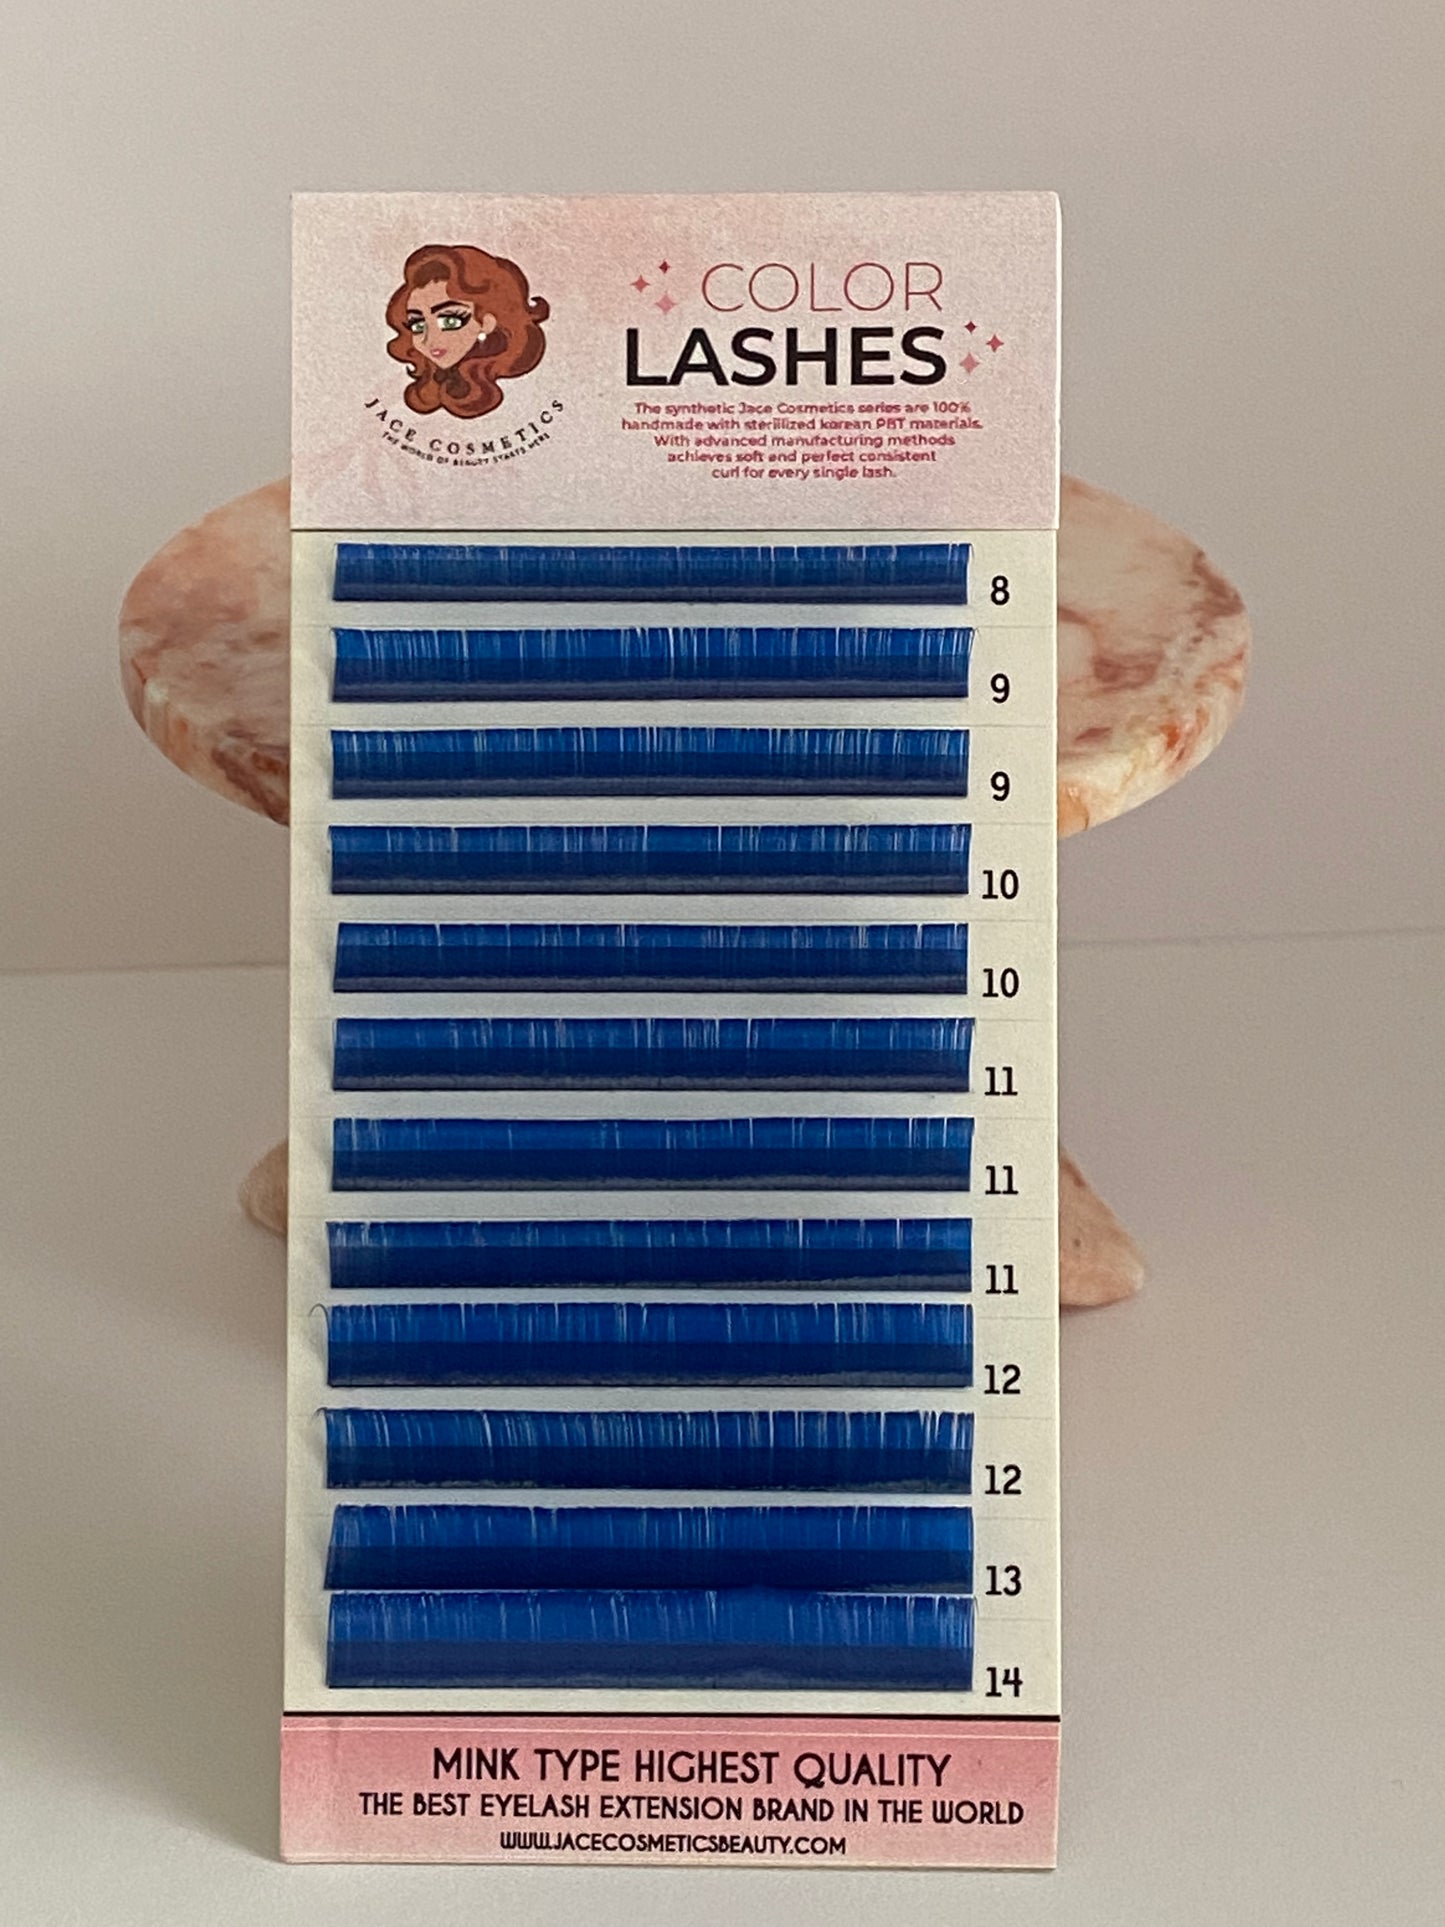 JACE COSMETICS
THE WORLD OF BEAUTY STARTS HERE
COLOR
LASHES
The synthetic Jace Cosmetics series are 100%
handmade with sterilized korean PBT materials.
With advanced manufacturing methods
achieves soft and perfect consistent
curl for every single lash.
8
9
9
10
10
11
11
11
12
12
13
14
MINK TYPE HIGHEST QUALITY
THE BEST EYELASH EXTENSION BRAND IN THE WORLD
WWW.JACECOSMETICSBEAUTY.COM